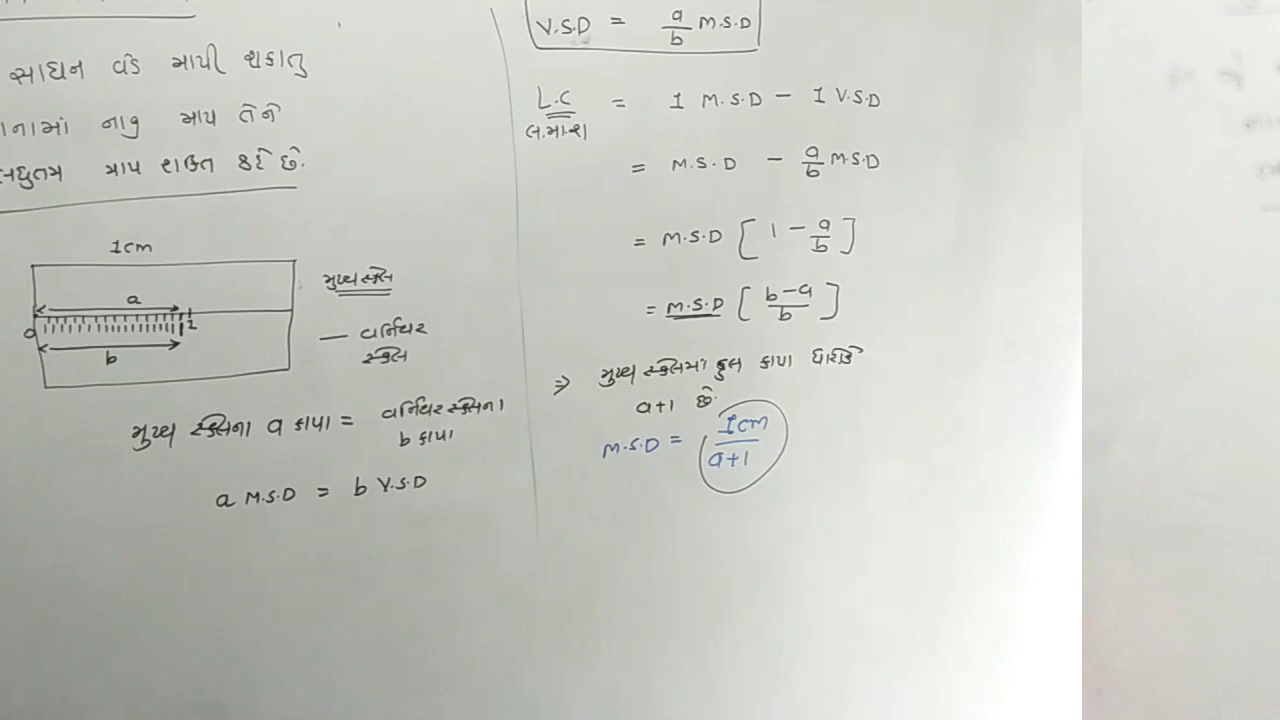 સાધન વડે માપી શકાતુ
નાનામાં નાનુ માપ તેને
લઘુતમ માપ શક્તિ કહે છે.
1cm
a
0
1
2
b
મુખ્ય સ્કેલ
— વર્નિયર
સ્કેલ
મુખ્ય સ્કેલના a કાપા = વર્નિયર સ્કેલના
b કાપા
a M.S.D = b V.S.D
V.S.D = a/b M.S.D
L.C = 1 M.S.D − 1 V.S.D
લ.મા.શ
= M.S.D − a/b M.S.D
= M.S.D [ 1 − a/b ]
= M.S.D [ b−a/b ]
⇒ મુખ્ય સ્કેલમાં કુલ કાપા ધારોકે
a+1 છે.
M.S.D = 1cm/a+1